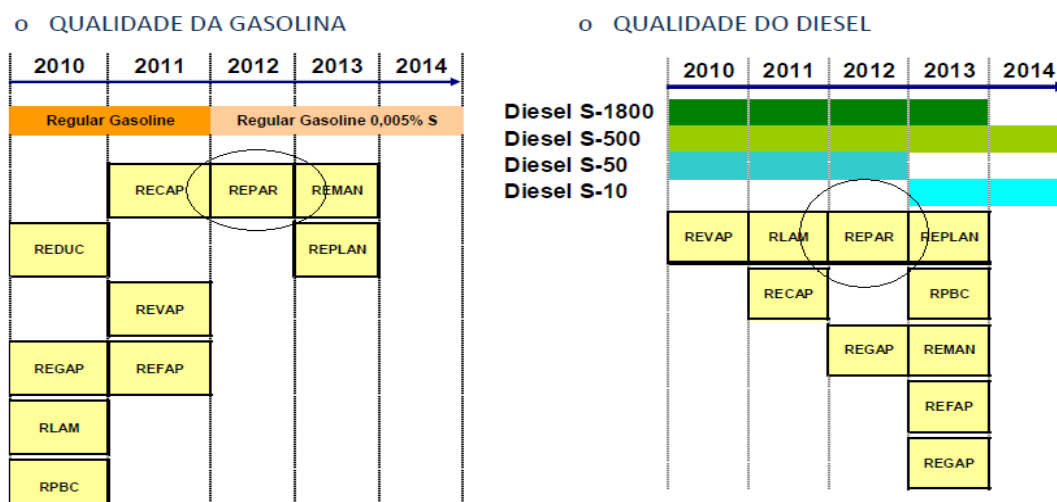 o QUALIDADE DA GASOLINA
2010 2011 2012 2013 2014
Regular Gasoline Regular Gasoline 0,005% S
RECAP REPAR REMAN
REDUC REPLAN
REVAP
REGAP REFAP
RLAM
RPBC
o QUALIDADE DO DIESEL
2010 2011 2012 2013 2014
Diesel S-1800
Diesel S-500
Diesel S-50
Diesel S-10
REVAP RLAM REPAR REPLAN
RECAP RPBC
REGAP REMAN
REFAP
REGAP